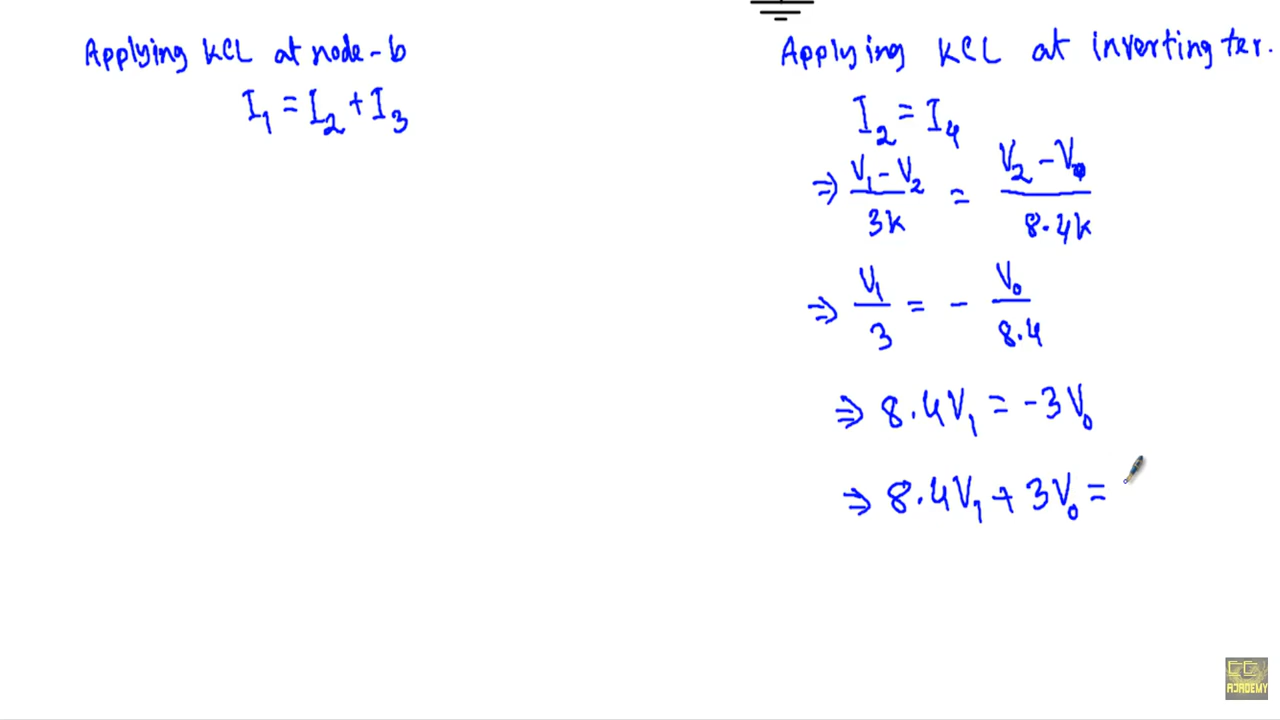 Applying KCL at node-b
I₁ = I₂ + I₃
Applying KCL at inverting ter.
I₂ = I₄
⇒ (V₁ - V₂)/3k = (V₂ - V₀)/8.4k
⇒ V₁/3 = - V₀/8.4
⇒ 8.4V₁ = -3V₀
⇒ 8.4V₁ + 3V₀ =
ACADEMY